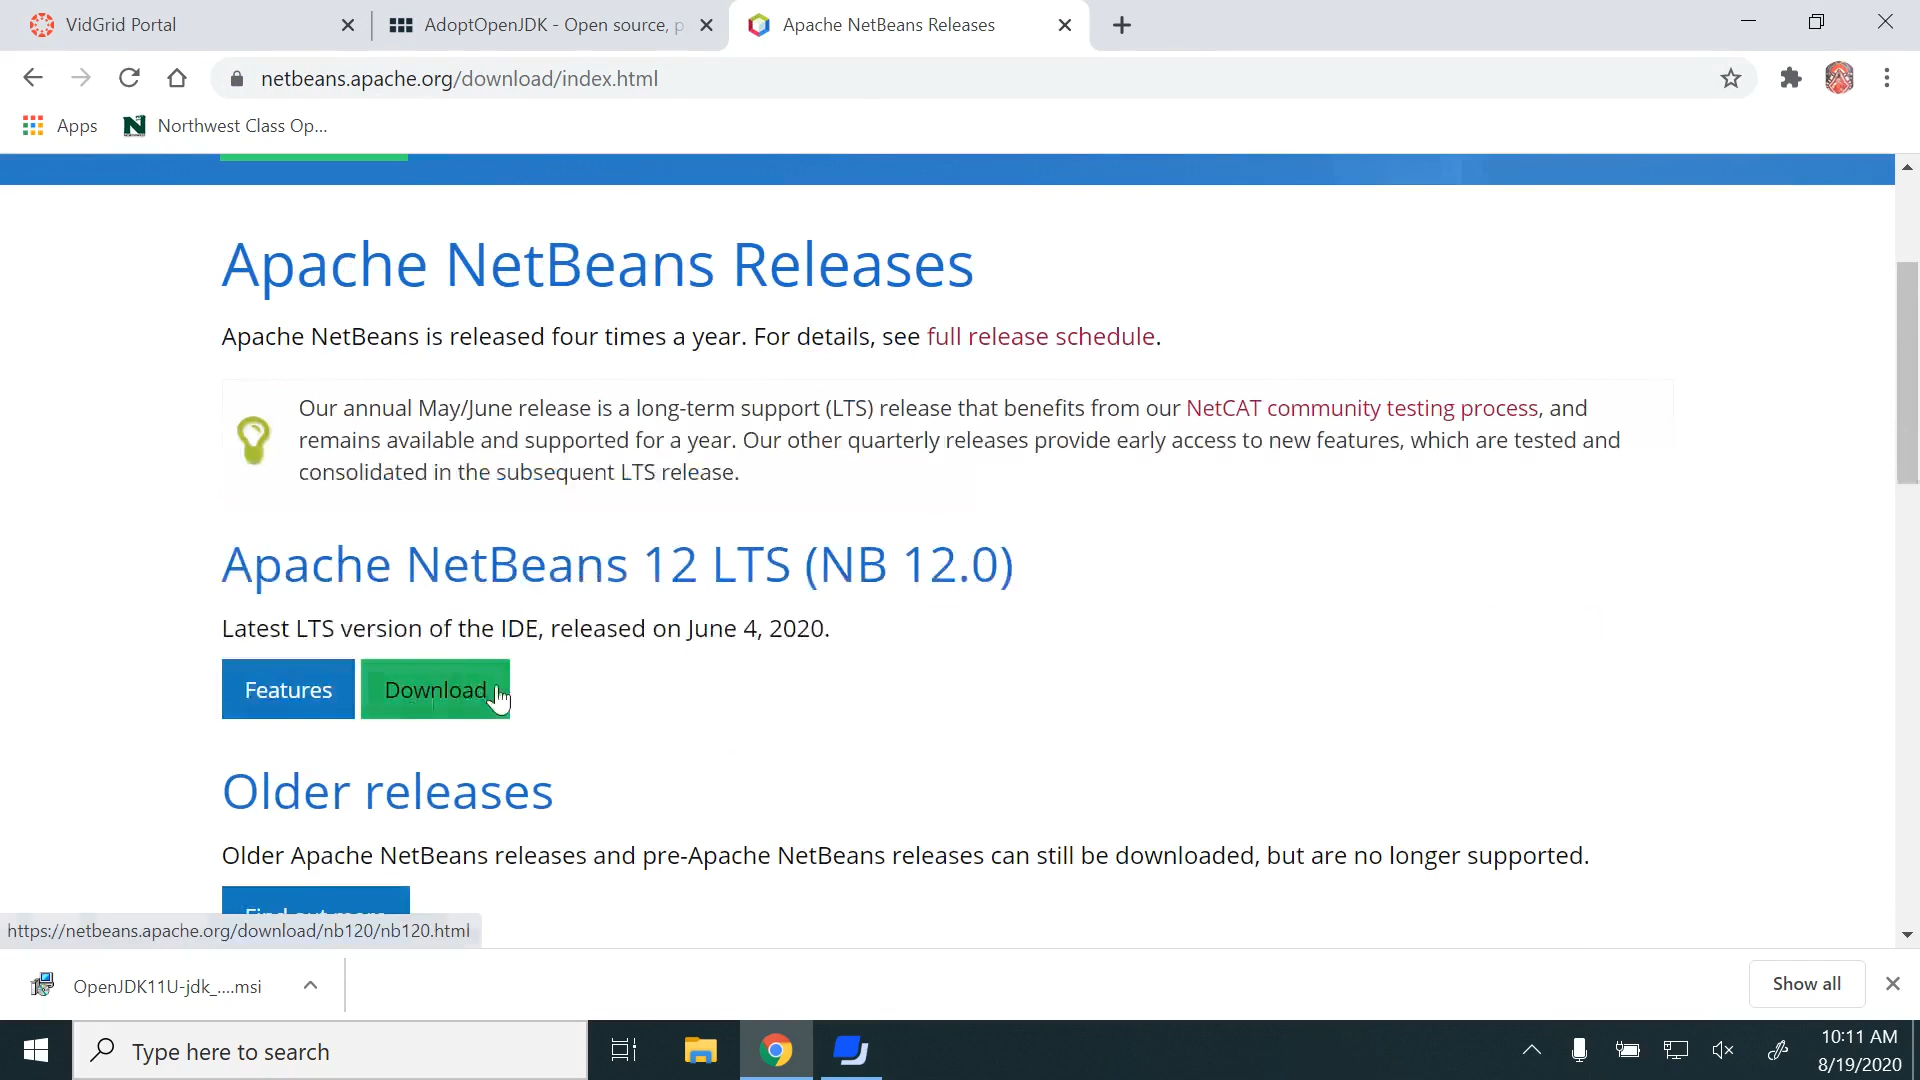 VidGrid Portal
AdoptOpenJDK - Open source, p
Apache NetBeans Releases
netbeans.apache.org/download/index.html
Apps
Northwest Class Op...
Apache NetBeans Releases
Apache NetBeans is released four times a year. For details, see full release schedule.
Our annual May/June release is a long-term support (LTS) release that benefits from our NetCAT community testing process, and
remains available and supported for a year. Our other quarterly releases provide early access to new features, which are tested and
consolidated in the subsequent LTS release.
Apache NetBeans 12 LTS (NB 12.0)
Latest LTS version of the IDE, released on June 4, 2020.
Features
Download
Older releases
Older Apache NetBeans releases and pre-Apache NetBeans releases can still be downloaded, but are no longer supported.
Find out more
https://netbeans.apache.org/download/nb120/nb120.html
OpenJDK11U-jdk_....msi
Show all
Type here to search
10:11 AM
8/19/2020